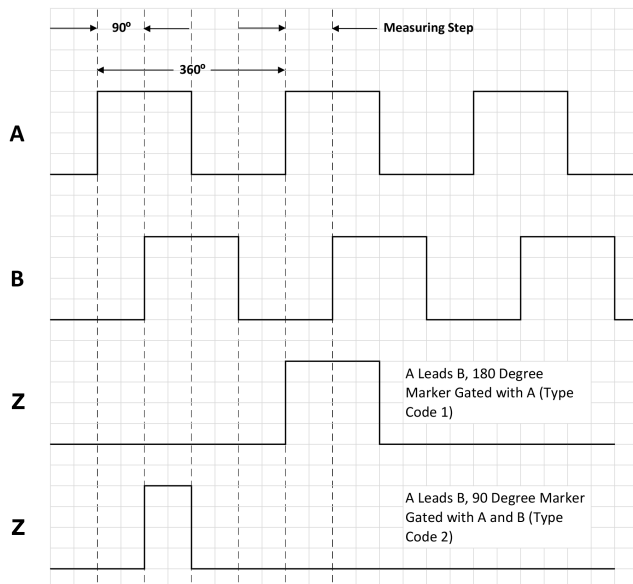 90°
Measuring Step
360°
A
B
Z
A Leads B, 180 Degree
Marker Gated with A (Type
Code 1)
Z
A Leads B, 90 Degree Marker
Gated with A and B (Type
Code 2)